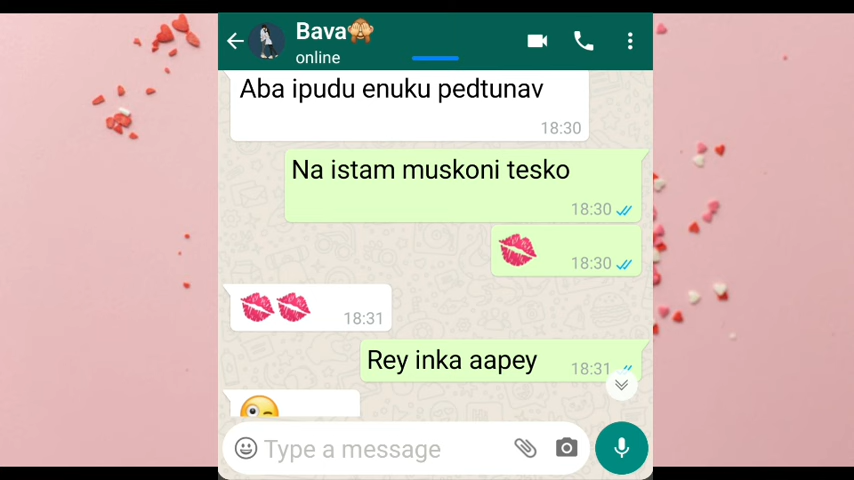 Bava🙈
online
Aba ipudu enuku pedtunav
18:30
Na istam muskoni tesko
18:30
💋 18:30
💋💋 18:31
Rey inka aapey 18:31
Type a message